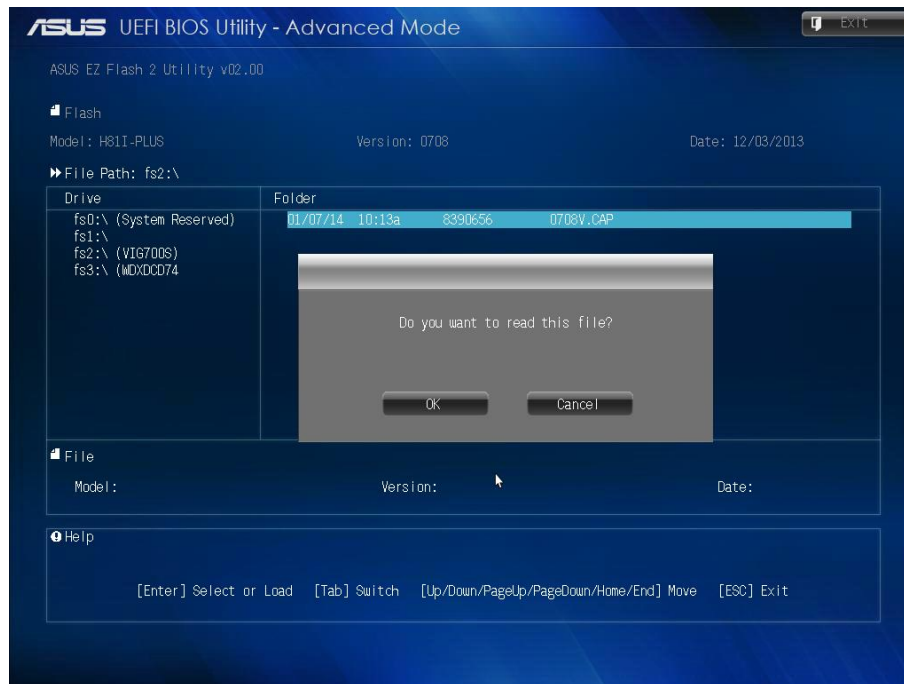 ASUS UEFI BIOS Utility - Advanced Mode
Exit
ASUS EZ Flash 2 Utility v02.00
Flash
Model: H81I-PLUS Version: 0708 Date: 12/03/2013
File Path: fs2:\
Drive Folder
fs0:\ (System Reserved) 01/07/14 10:13a 8390656 0708V.CAP
fs1:\
fs2:\ (VIG700S)
fs3:\ (WDXDCD74
Do you want to read this file?
OK Cancel
File
Model: Version: Date:
Help
[Enter] Select or Load [Tab] Switch [Up/Down/PageUp/PageDown/Home/End] Move [ESC] Exit